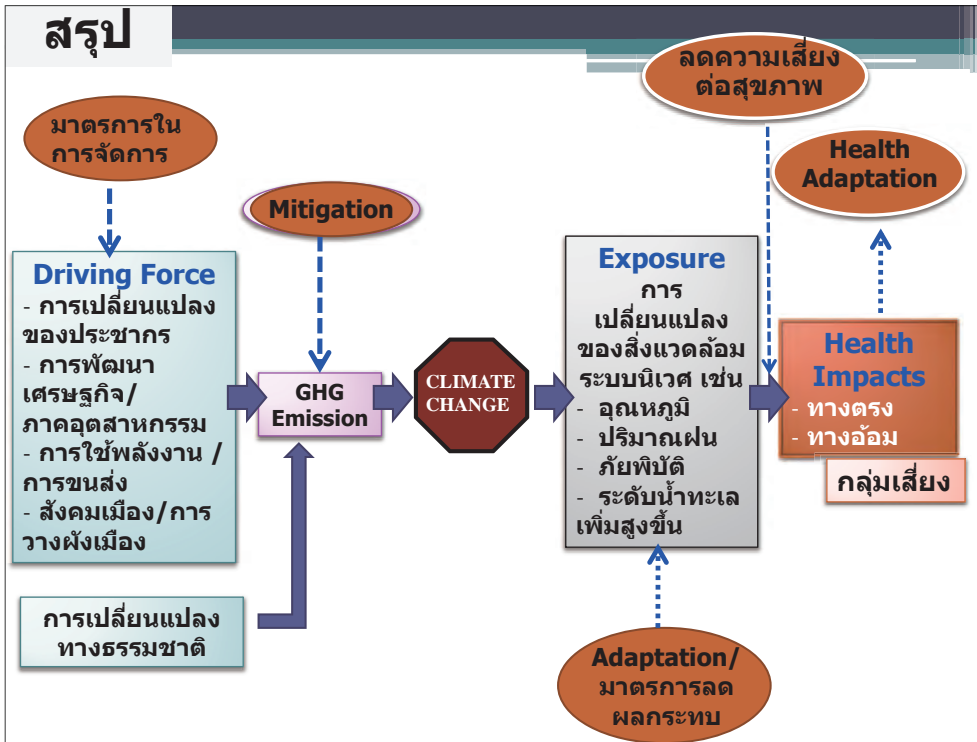 สรุป
มาตรการใน
การจัดการ
Mitigation
ลดความเสี่ยง
ต่อสุขภาพ
Health
Adaptation
Driving Force
- การเปลี่ยนแปลง
ของประชากร
- การพัฒนา
เศรษฐกิจ/
ภาคอุตสาหกรรม
- การใช้พลังงาน /
การขนส่ง
- สังคมเมือง/การ
วางผังเมือง
GHG
Emission
CLIMATE
CHANGE
Exposure
การ
เปลี่ยนแปลง
ของสิ่งแวดล้อม
ระบบนิเวศ เช่น
- อุณหภูมิ
- ปริมาณฝน
- ภัยพิบัติ
- ระดับน้ำทะเล
เพิ่มสูงขึ้น
Health
Impacts
- ทางตรง
- ทางอ้อม
กลุ่มเสี่ยง
การเปลี่ยนแปลง
ทางธรรมชาติ
Adaptation/
มาตรการลด
ผลกระทบ